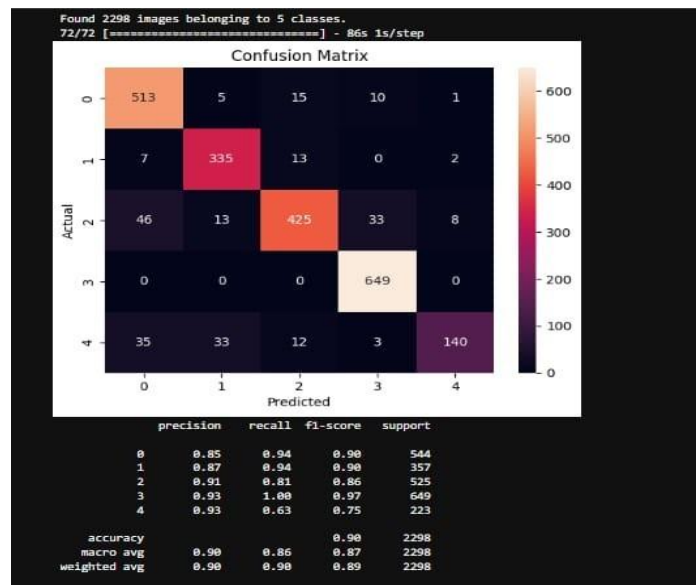 Found 2298 images belonging to 5 classes.
72/72 [==============================] - 86s 1s/step
Confusion Matrix
0 513 5 15 10 1
1 7 335 13 0 2
2 46 13 425 33 8
3 0 0 0 649 0
4 35 33 12 3 140
0 1 2 3 4
Actual
Predicted
600
500
400
300
200
100
0
precision recall f1-score support
0 0.85 0.94 0.90 544
1 0.87 0.94 0.90 357
2 0.91 0.81 0.86 525
3 0.93 1.00 0.97 649
4 0.93 0.63 0.75 223
accuracy 0.90 2298
macro avg 0.90 0.86 0.87 2298
weighted avg 0.90 0.90 0.89 2298